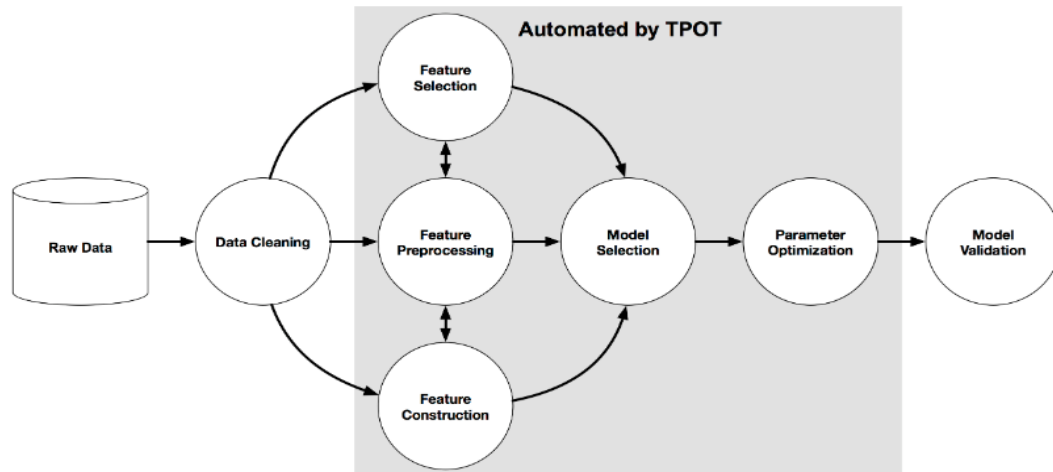 Automated by TPOT
Feature
Selection
Raw Data
Data Cleaning
Feature
Preprocessing
Model
Selection
Parameter
Optimization
Model
Validation
Feature
Construction